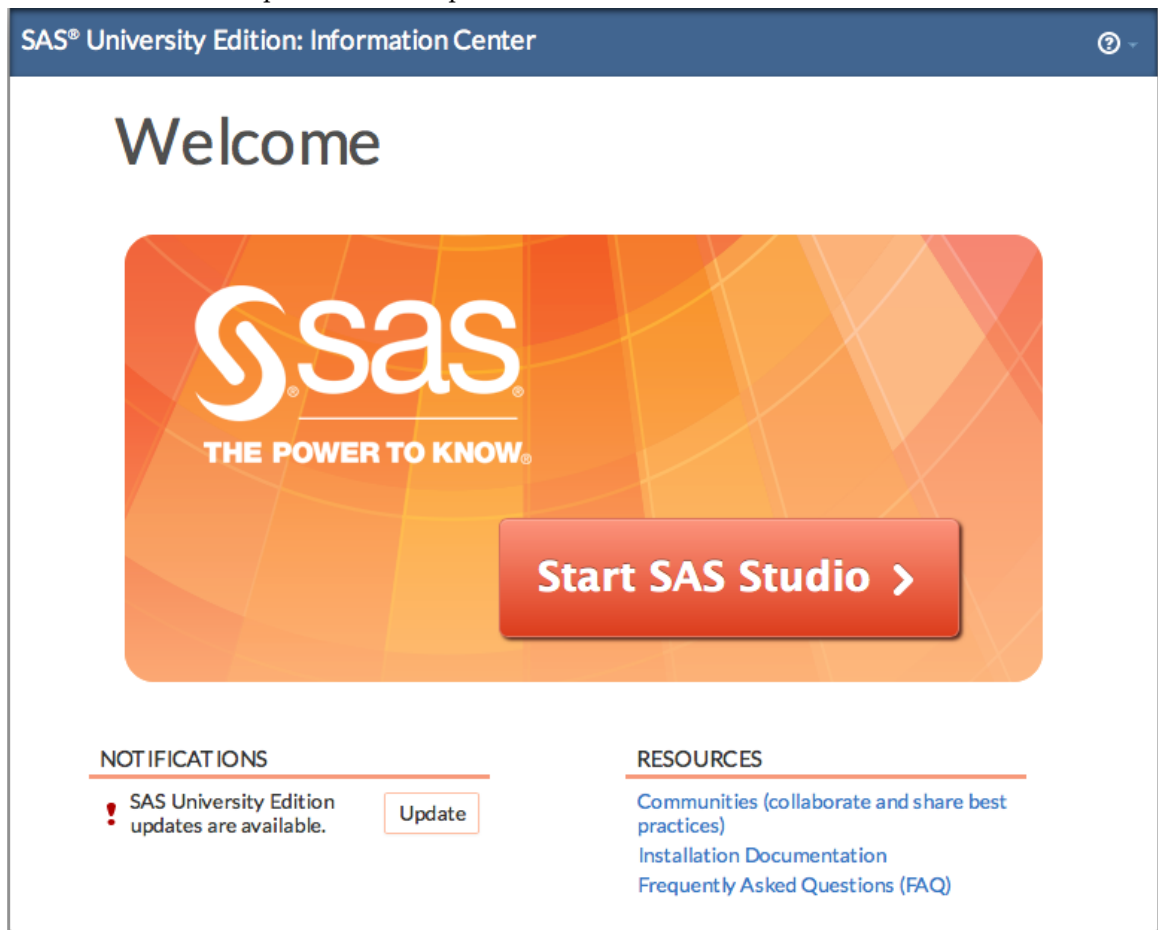 SAS® University Edition: Information Center
Welcome
sas
THE POWER TO KNOW®
Start SAS Studio
NOTIFICATIONS
SAS University Edition
updates are available.
Update
RESOURCES
Communities (collaborate and share best
practices)
Installation Documentation
Frequently Asked Questions (FAQ)